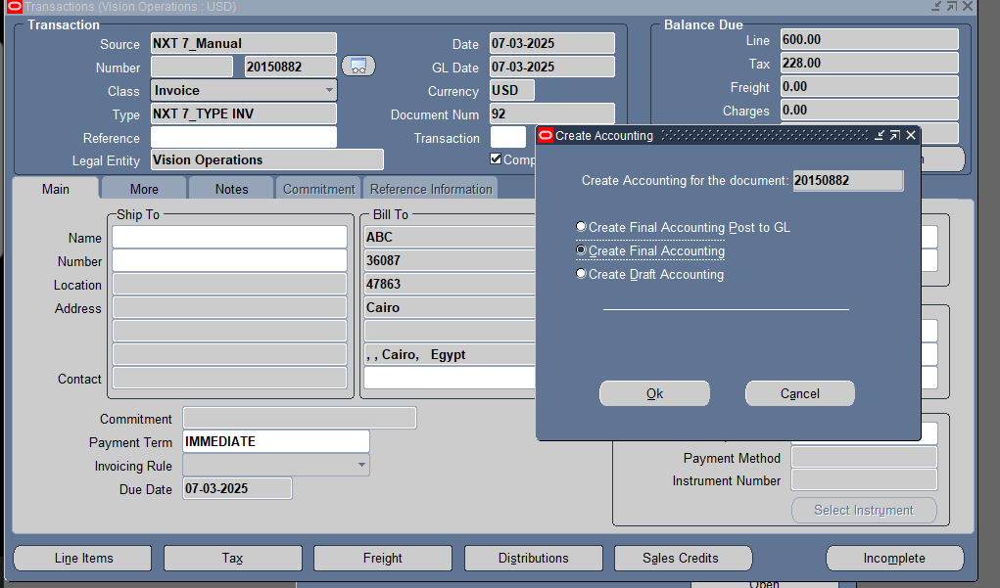 Transactions (Vision Operations : USD)
Transaction
Source NXT 7_Manual
Number 20150882
Class Invoice
Type NXT 7_TYPE INV
Reference
Legal Entity Vision Operations
Date 07-03-2025
GL Date 07-03-2025
Currency USD
Document Num 92
Transaction
Comp
Balance Due
Line 600.00
Tax 228.00
Freight 0.00
Charges 0.00
Create Accounting
Create Accounting for the document: 20150882
Create Final Accounting Post to GL
Create Final Accounting
Create Draft Accounting
Ok Cancel
Main More Notes Commitment Reference Information
Ship To
Name
Number
Location
Address
Contact
Bill To
ABC
36087
47863
Cairo
, , Cairo, Egypt
Commitment
Payment Term IMMEDIATE
Invoicing Rule
Due Date 07-03-2025
Payment Method
Instrument Number
Select Instrument
Line Items Tax Freight Distributions Sales Credits Incomplete
Open